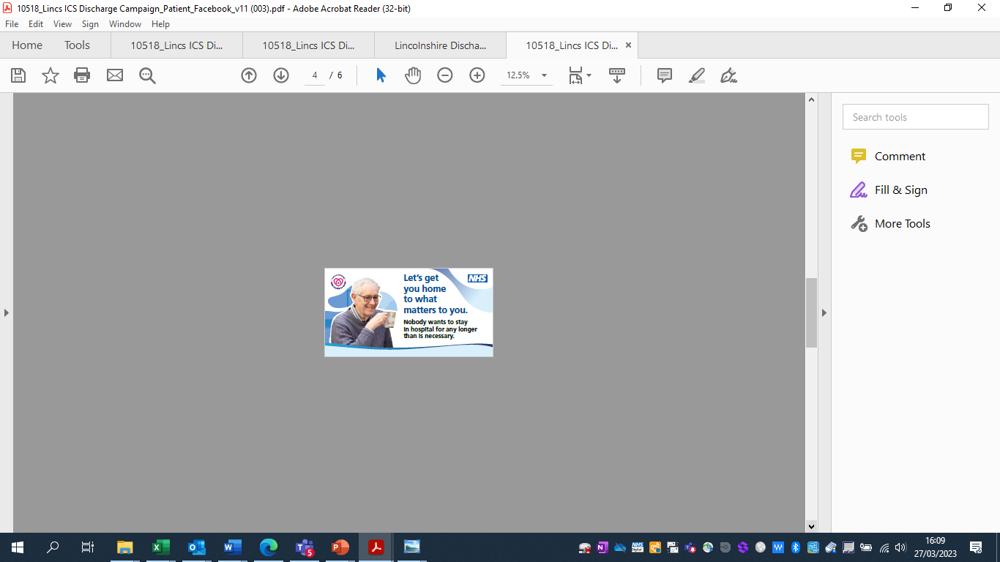 10518_Lincs ICS Discharge Campaign_Patient_Facebook_v11 (003).pdf - Adobe Acrobat Reader (32-bit)
File Edit View Sign Window Help
Home Tools 10518_Lincs ICS Di... 10518_Lincs ICS Di... Lincolnshire Discha... 10518_Lincs ICS Di...
4 / 6 12.5%
Search tools
Comment
Fill & Sign
More Tools
NHS
Let's get
you home
to what
matters to you.
Nobody wants to stay
in hospital for any longer
than is necessary.
16:09
27/03/2023